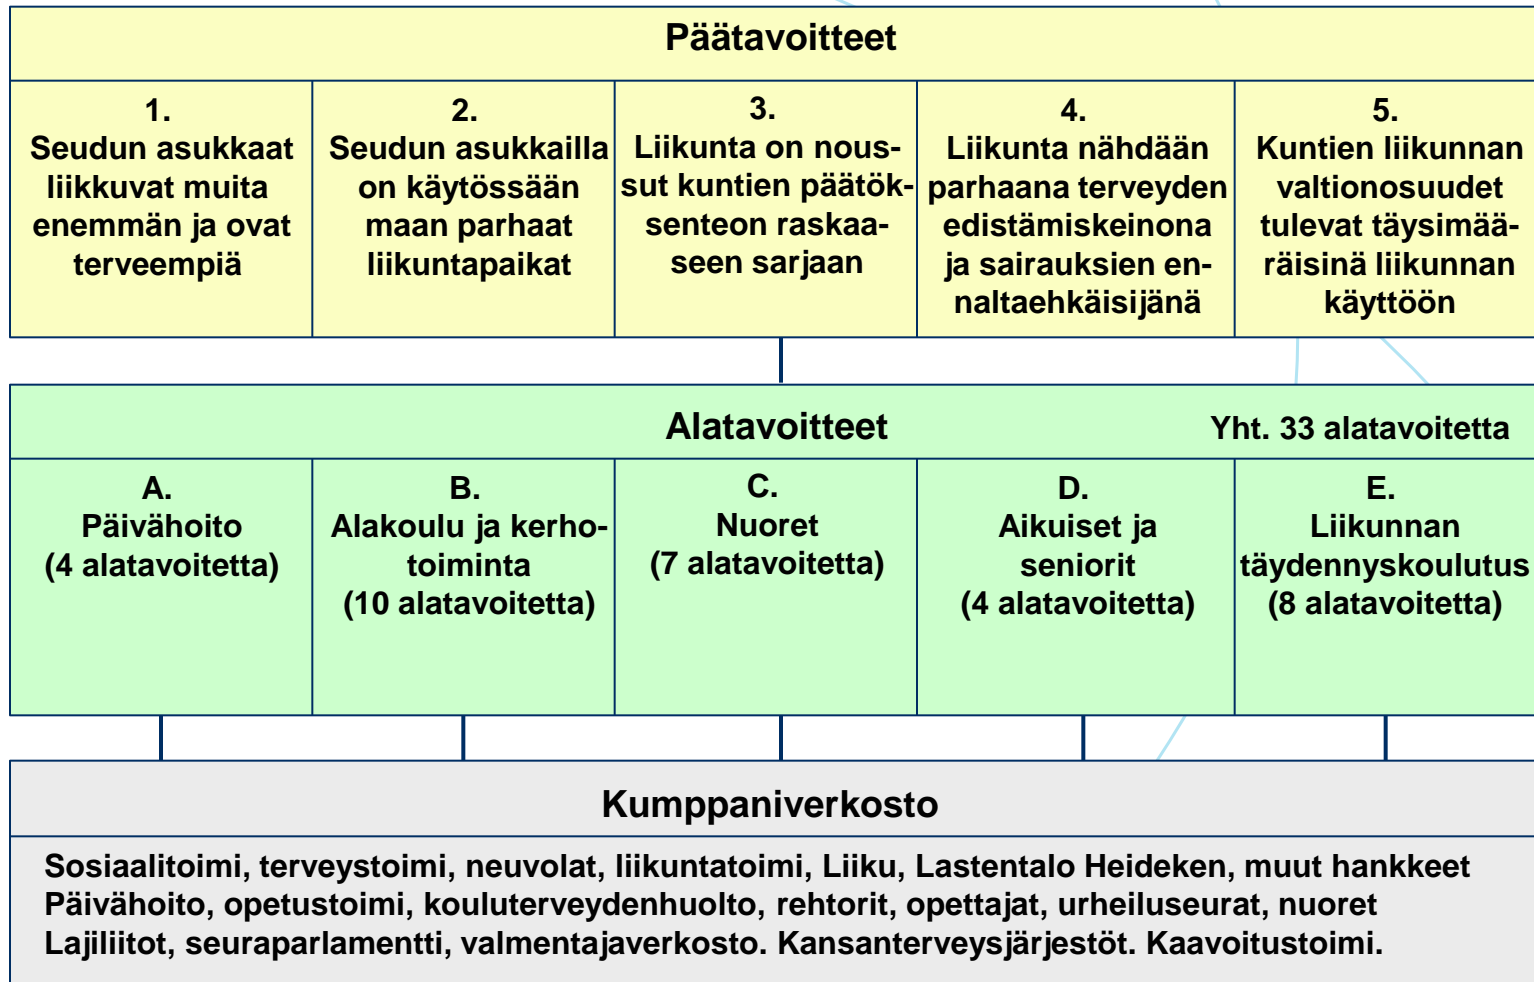 Päätavoitteet
1.
Seudun asukkaat
liikkuvat muita
enemmän ja ovat
terveempiä
2.
Seudun asukkailla
on käytössään
maan parhaat
liikuntapaikat
3.
Liikunta on nous-
sut kuntien päätök-
senteon raskaa-
seen sarjaan
4.
Liikunta nähdään
parhaana terveyden
edistämiskeinona
ja sairauksien en-
naltaehkäisijänä
5.
Kuntien liikunnan
valtionosuudet
tulevat täysimää-
räisinä liikunnan
käyttöön
Alatavoitteet
Yht. 33 alatavoitetta
A.
Päivähoito
(4 alatavoitetta)
B.
Alakoulu ja kerho-
toiminta
(10 alatavoitetta)
C.
Nuoret
(7 alatavoitetta)
D.
Aikuiset ja
seniorit
(4 alatavoitetta)
E.
Liikunnan
täydennyskoulutus
(8 alatavoitetta)
Kumppaniverkosto
Sosiaalitoimi, terveystoimi, neuvolat, liikuntatoimi, Liiku, Lastentalo Heideken, muut hankkeet
Päivähoito, opetustoimi, kouluterveydenhuolto, rehtorit, opettajat, urheiluseurat, nuoret
Lajiliitot, seuraparlamentti, valmentajaverkosto. Kansanterveysjärjestöt. Kaavoitustoimi.